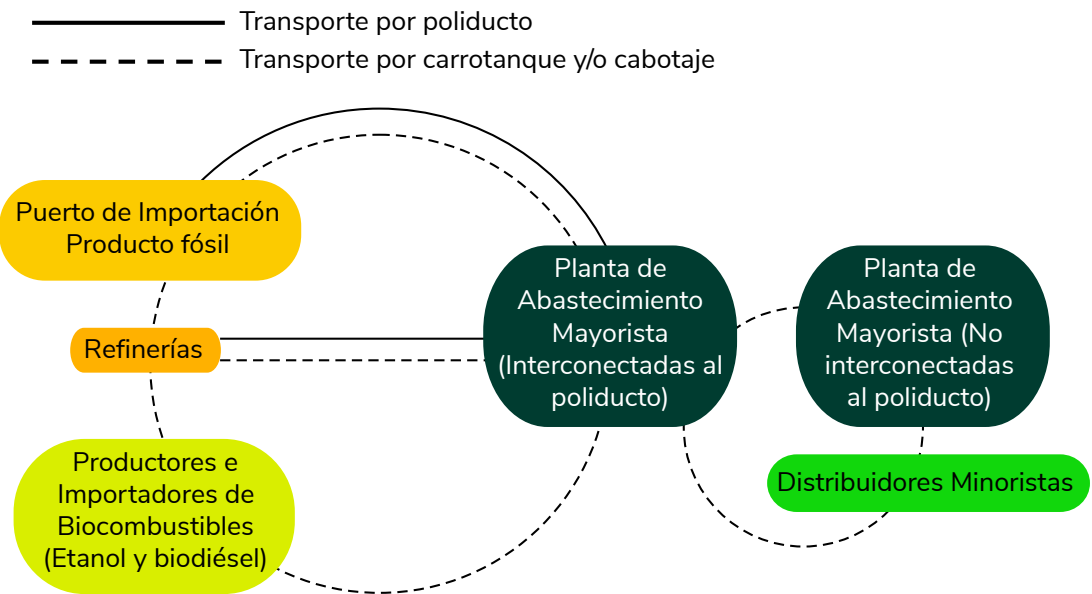 Transporte por poliducto
Transporte por carrotanque y/o cabotaje
Puerto de Importación
Producto fósil
Refinerías
Productores e
Importadores de
Biocombustibles
(Etanol y biodiésel)
Planta de
Abastecimiento
Mayorista
(Interconectadas al
poliducto)
Planta de
Abastecimiento
Mayorista (No
interconectadas
al poliducto)
Distribuidores Minoristas